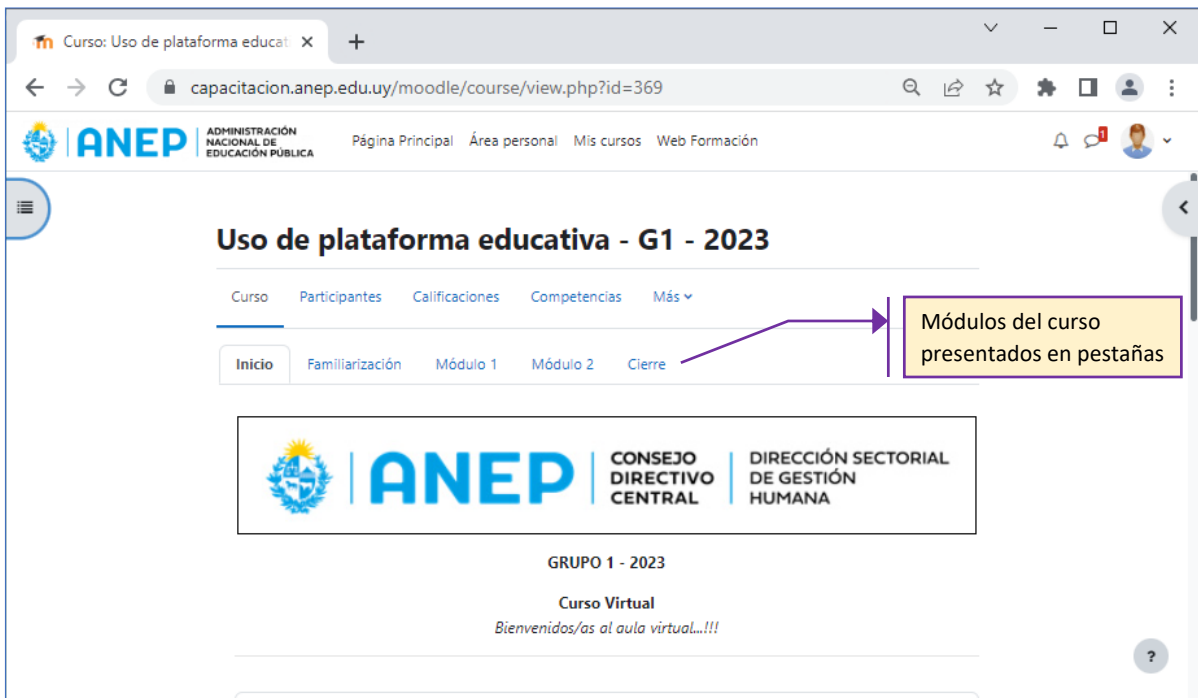 Curso: Uso de plataforma educati
capacitacion.anep.edu.uy/moodle/course/view.php?id=369
ANEP
ADMINISTRACIÓN
NACIONAL DE
EDUCACIÓN PÚBLICA
Página Principal Área personal Mis cursos Web Formación
1
Uso de plataforma educativa - G1 - 2023
Curso Participantes Calificaciones Competencias Más
Módulos del curso
presentados en pestañas
Inicio Familiarización Módulo 1 Módulo 2 Cierre
ANEP
CONSEJO
DIRECTIVO
CENTRAL
DIRECCIÓN SECTORIAL
DE GESTIÓN
HUMANA
GRUPO 1 - 2023
Curso Virtual
Bienvenidos/as al aula virtual...!!!
?